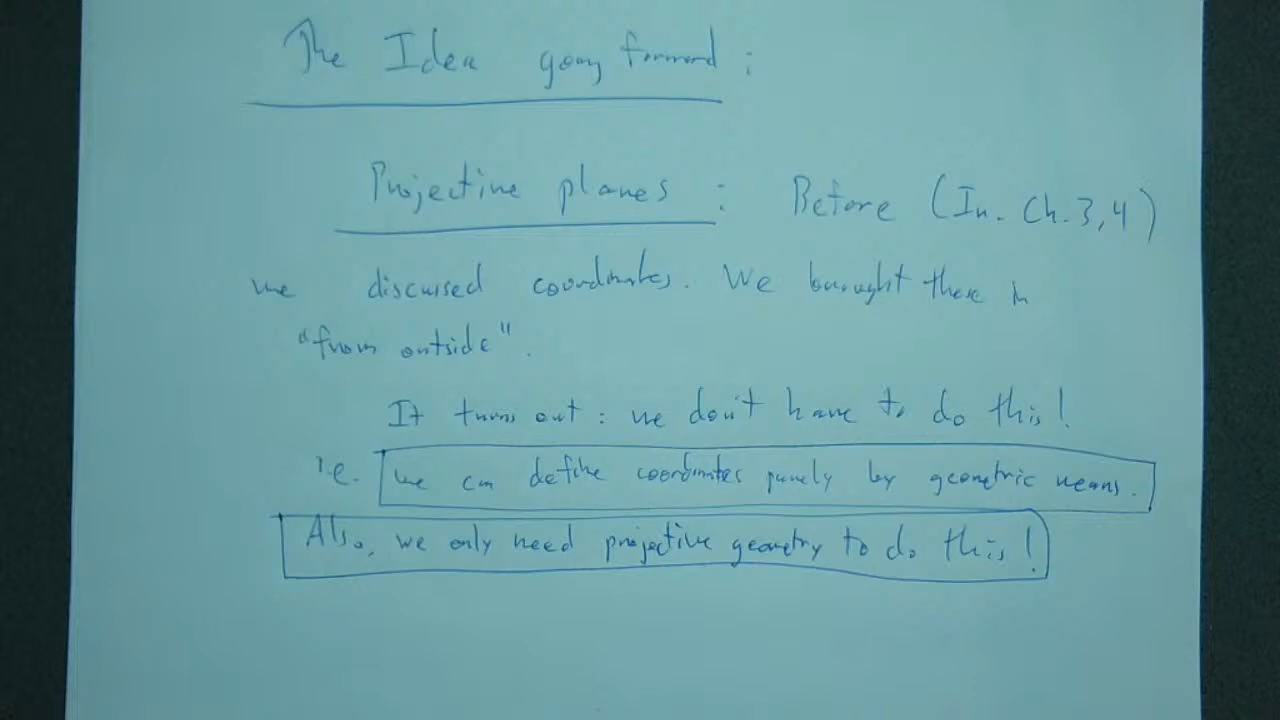 The Idea going forward :
Projective planes : Before (In. Ch. 3,4)
we discussed coordinates. We brought these in
"from outside".
It turns out : we don't have to do this!
i.e. we can define coordinates purely by geometric means.
Also, we only need projective geometry to do this!